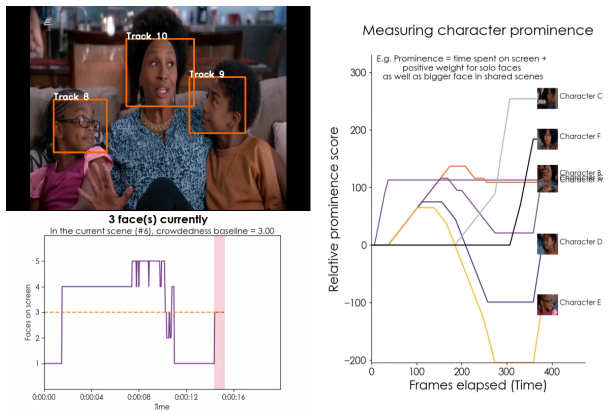 Track 10
Track 9
Track 8
3 face(s) currently
In the current scene (#6), crowdedness baseline = 3.00
Faces on screen
5
4
3
2
1
0:00:00
0:00:04
0:00:08
0:00:12
0:00:16
Time
Measuring character prominence
E.g. Prominence = time spent on screen +
positive weight for solo faces
as well as bigger face in shared scenes
Relative prominence score
300
200
100
0
−100
−200
0
100
200
300
400
Frames elapsed (Time)
Character C
Character F
Character B
Character A
Character D
Character E